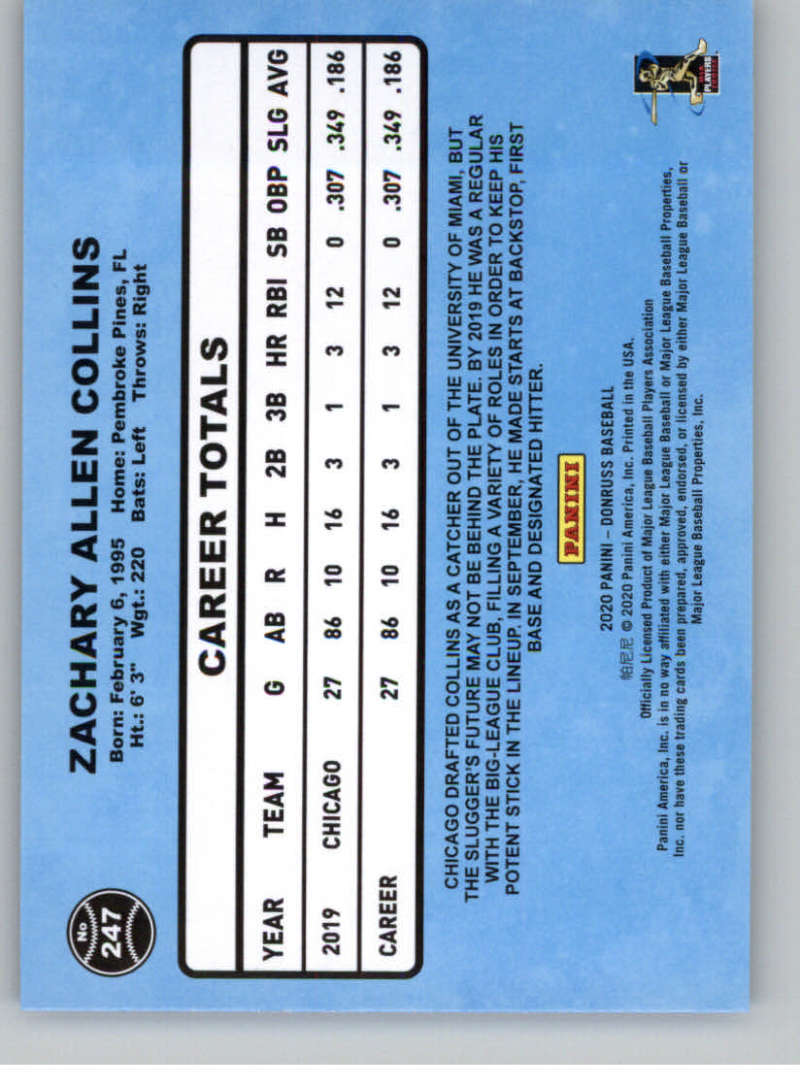 No
247
ZACHARY ALLEN COLLINS
Born: February 6, 1995 Home: Pembroke Pines, FL
Ht.: 6' 3" Wgt.: 220 Bats: Left Throws: Right
CAREER TOTALS
YEAR TEAM G AB R H 2B 3B HR RBI SB OBP SLG AVG
2019 CHICAGO 27 86 10 16 3 1 3 12 0 .307 .349 .186
CAREER 27 86 10 16 3 1 3 12 0 .307 .349 .186
CHICAGO DRAFTED COLLINS AS A CATCHER OUT OF THE UNIVERSITY OF MIAMI, BUT
THE SLUGGER'S FUTURE MAY NOT BE BEHIND THE PLATE. BY 2019 HE WAS A REGULAR
WITH THE BIG-LEAGUE CLUB, FILLING A VARIETY OF ROLES IN ORDER TO KEEP HIS
POTENT STICK IN THE LINEUP. IN SEPTEMBER, HE MADE STARTS AT BACKSTOP, FIRST
BASE AND DESIGNATED HITTER.
PANINI
2020 PANINI – DONRUSS BASEBALL
帕尼尼 © 2020 Panini America, Inc. Printed in the USA.
Officially Licensed Product of Major League Baseball Players Association
Panini America, Inc. is in no way affiliated with either Major League Baseball or Major League Baseball Properties,
Inc. nor have these trading cards been prepared, approved, endorsed, or licensed by either Major League Baseball or
Major League Baseball Properties, Inc.
PLAYERS